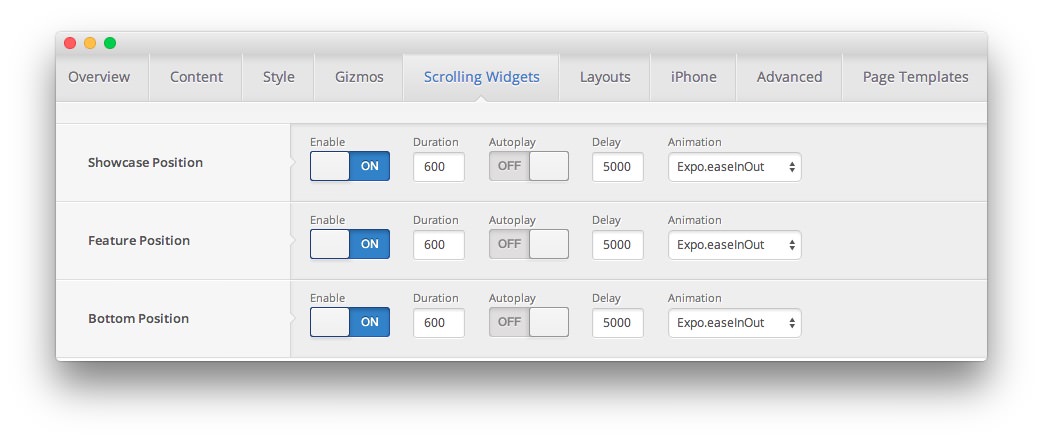 Overview Content Style Gizmos Scrolling Widgets Layouts iPhone Advanced Page Templates
Enable Duration Autoplay Delay Animation
Showcase Position ON 600 OFF 5000 Expo.easeInOut
Enable Duration Autoplay Delay Animation
Feature Position ON 600 OFF 5000 Expo.easeInOut
Enable Duration Autoplay Delay Animation
Bottom Position ON 600 OFF 5000 Expo.easeInOut